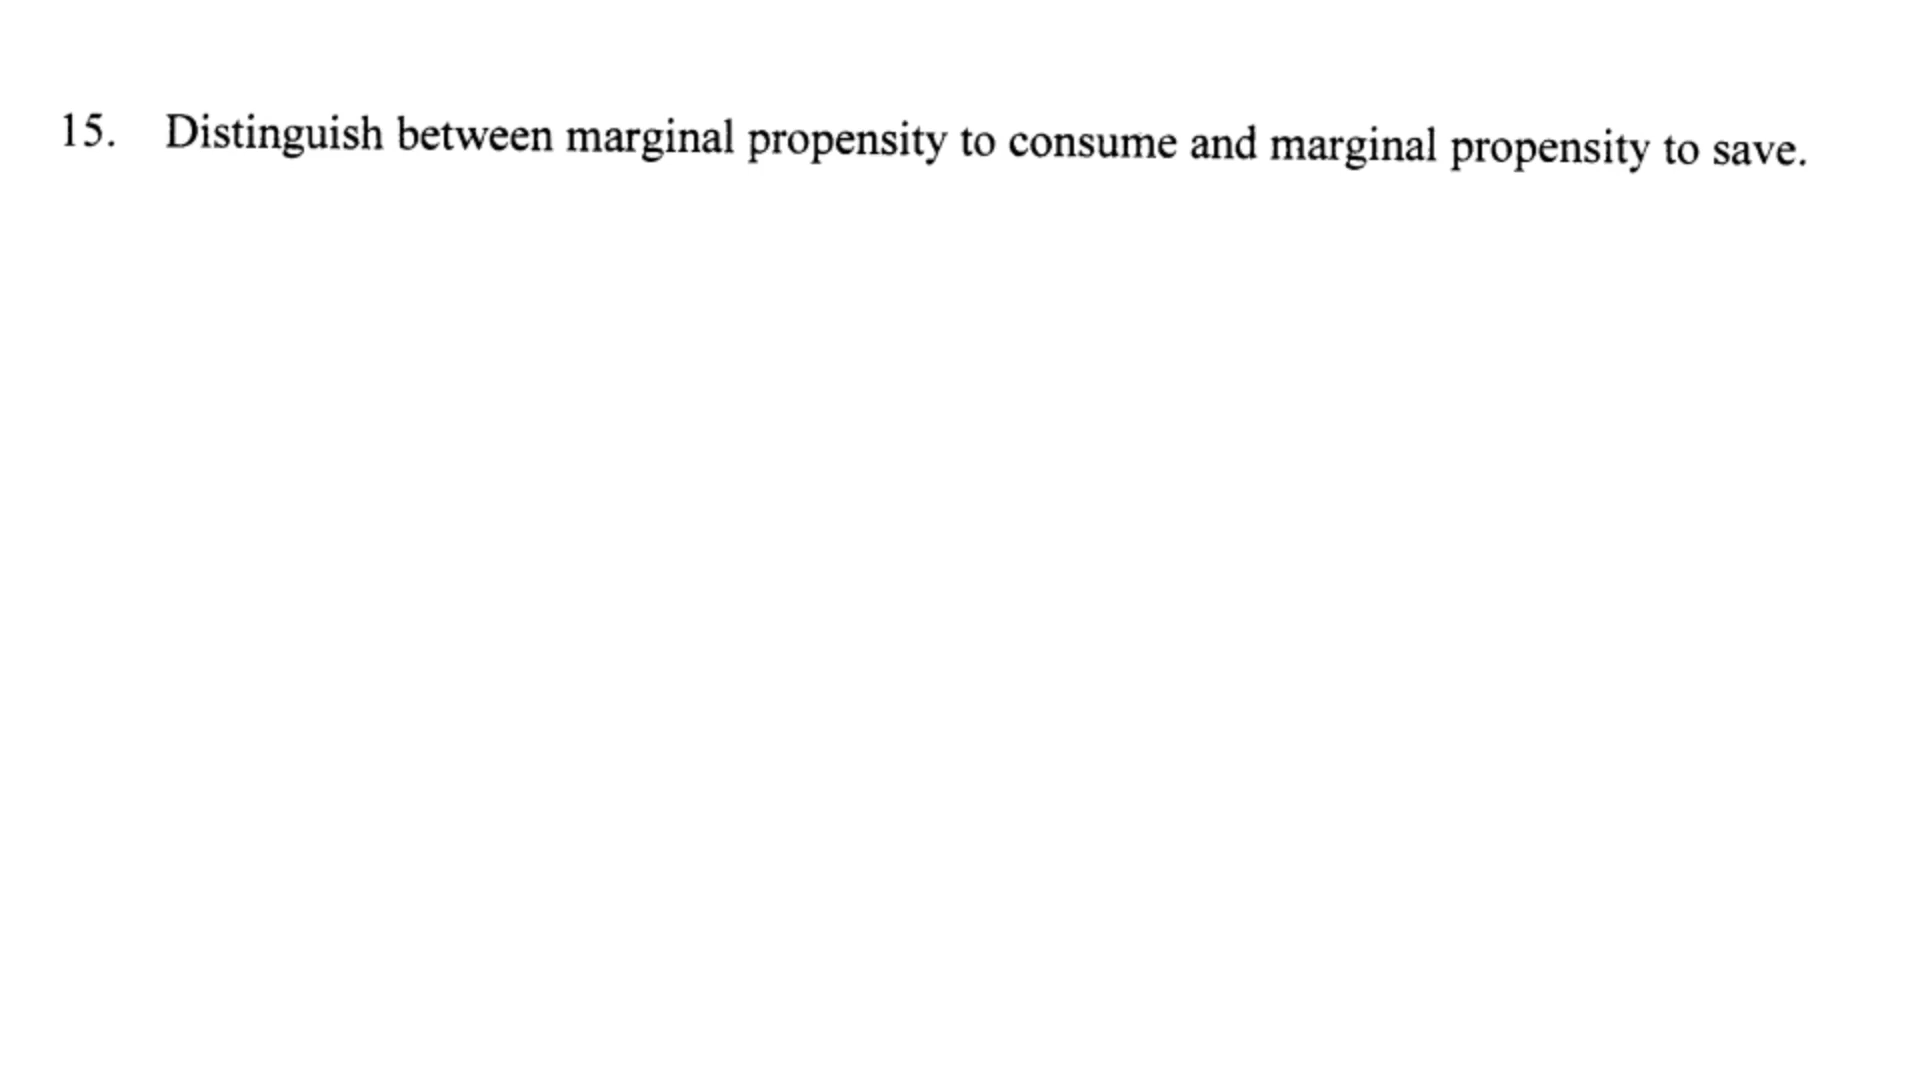 15. Distinguish between marginal propensity to consume and marginal propensity to save.